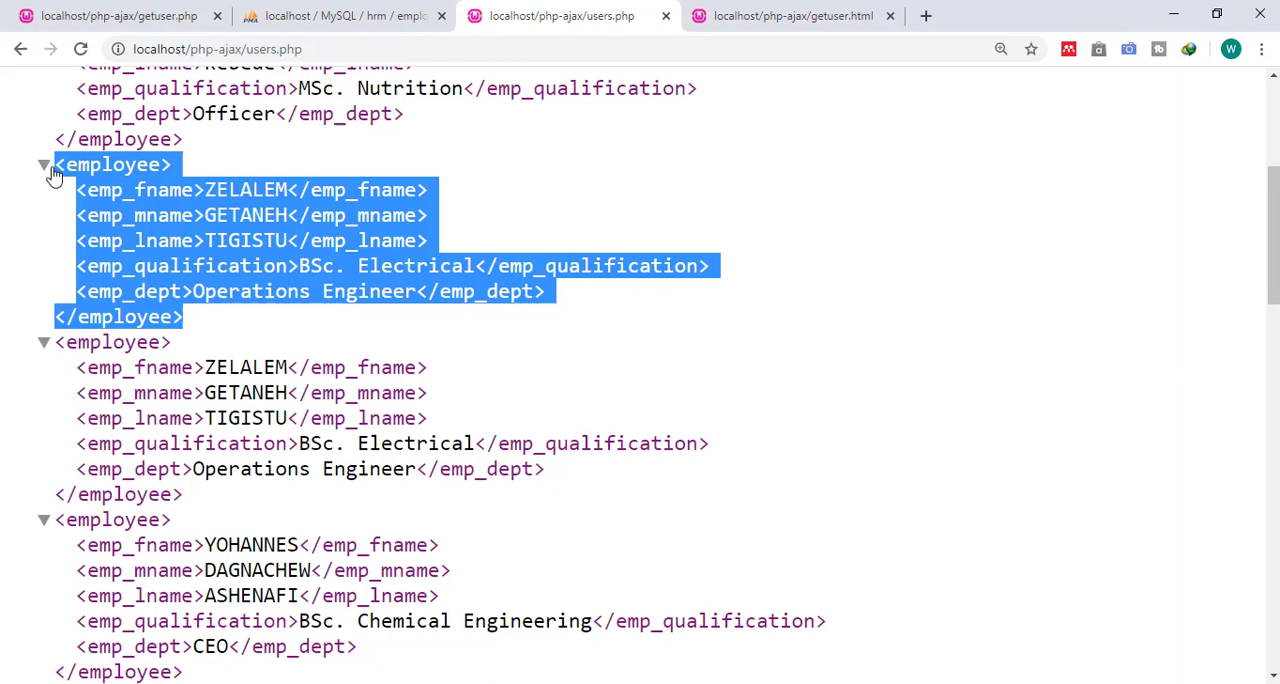 localhost/php-ajax/getuser.php
localhost / MySQL / hrm / emplo
localhost/php-ajax/users.php
localhost/php-ajax/getuser.html
localhost/php-ajax/users.php
W
<emp_qualification>MSc. Nutrition</emp_qualification>
<emp_dept>Officer</emp_dept>
</employee>
<employee>
<emp_fname>ZELALEM</emp_fname>
<emp_mname>GETANEH</emp_mname>
<emp_lname>TIGISTU</emp_lname>
<emp_qualification>BSc. Electrical</emp_qualification>
<emp_dept>Operations Engineer</emp_dept>
</employee>
<employee>
<emp_fname>ZELALEM</emp_fname>
<emp_mname>GETANEH</emp_mname>
<emp_lname>TIGISTU</emp_lname>
<emp_qualification>BSc. Electrical</emp_qualification>
<emp_dept>Operations Engineer</emp_dept>
</employee>
<employee>
<emp_fname>YOHANNES</emp_fname>
<emp_mname>DAGNACHEW</emp_mname>
<emp_lname>ASHENAFI</emp_lname>
<emp_qualification>BSc. Chemical Engineering</emp_qualification>
<emp_dept>CEO</emp_dept>
</employee>